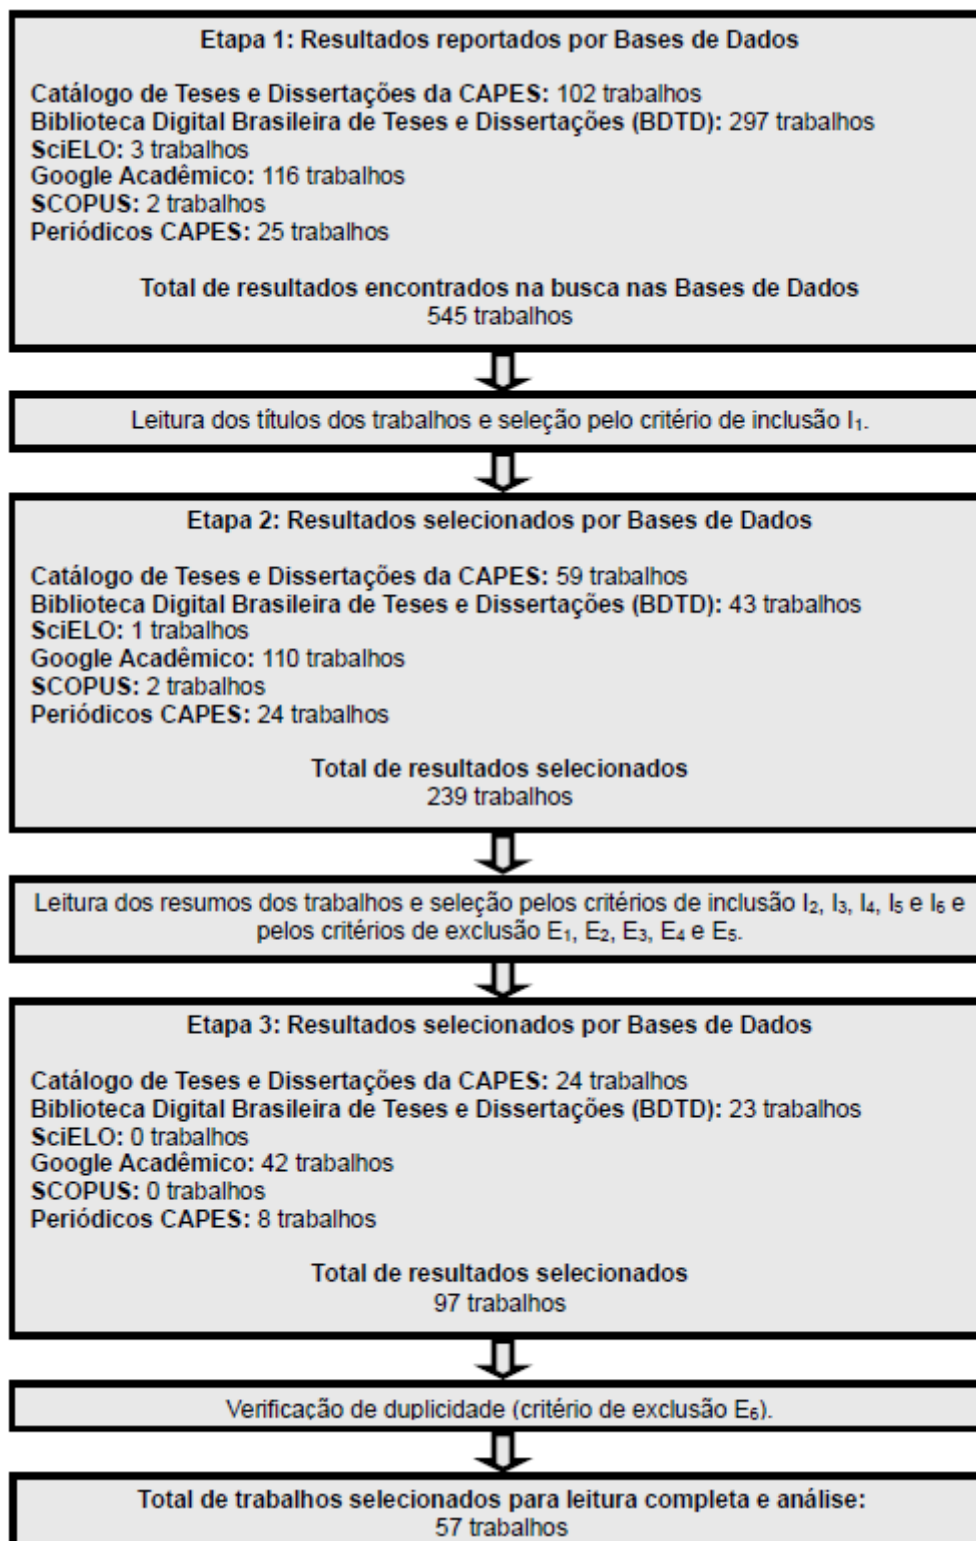 Etapa 1: Resultados reportados por Bases de Dados
Catálogo de Teses e Dissertações da CAPES: 102 trabalhos
Biblioteca Digital Brasileira de Teses e Dissertações (BDTD): 297 trabalhos
SciELO: 3 trabalhos
Google Acadêmico: 116 trabalhos
SCOPUS: 2 trabalhos
Periódicos CAPES: 25 trabalhos
Total de resultados encontrados na busca nas Bases de Dados
545 trabalhos
Leitura dos títulos dos trabalhos e seleção pelo critério de inclusão I₁.
Etapa 2: Resultados selecionados por Bases de Dados
Catálogo de Teses e Dissertações da CAPES: 59 trabalhos
Biblioteca Digital Brasileira de Teses e Dissertações (BDTD): 43 trabalhos
SciELO: 1 trabalhos
Google Acadêmico: 110 trabalhos
SCOPUS: 2 trabalhos
Periódicos CAPES: 24 trabalhos
Total de resultados selecionados
239 trabalhos
Leitura dos resumos dos trabalhos e seleção pelos critérios de inclusão I₂, I₃, I₄, I₅ e I₆ e
pelos critérios de exclusão E₁, E₂, E₃, E₄ e E₅.
Etapa 3: Resultados selecionados por Bases de Dados
Catálogo de Teses e Dissertações da CAPES: 24 trabalhos
Biblioteca Digital Brasileira de Teses e Dissertações (BDTD): 23 trabalhos
SciELO: 0 trabalhos
Google Acadêmico: 42 trabalhos
SCOPUS: 0 trabalhos
Periódicos CAPES: 8 trabalhos
Total de resultados selecionados
97 trabalhos
Verificação de duplicidade (critério de exclusão E₆).
Total de trabalhos selecionados para leitura completa e análise:
57 trabalhos